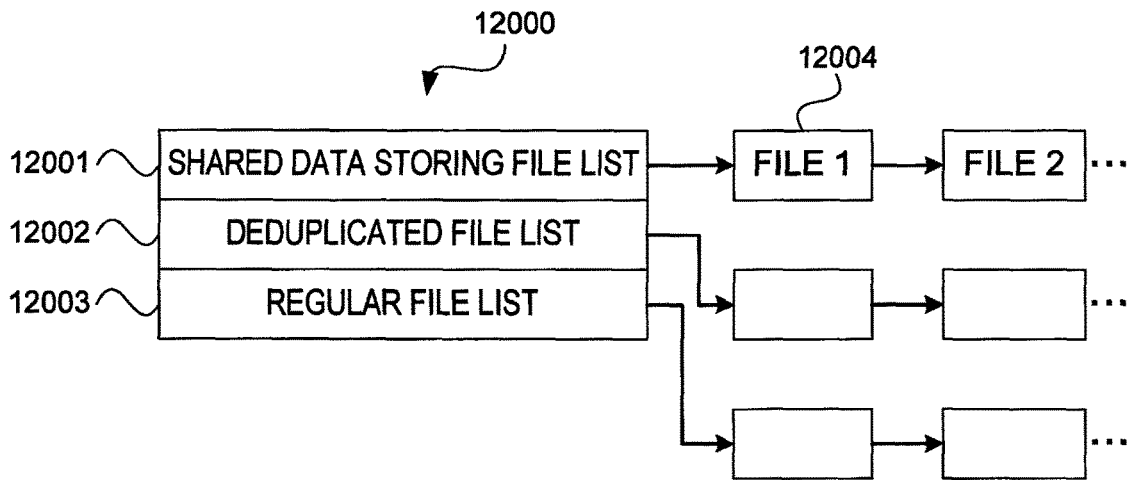 12000
12004
12001 SHARED DATA STORING FILE LIST FILE 1 FILE 2 ...
12002 DEDUPLICATED FILE LIST
12003 REGULAR FILE LIST ...
...